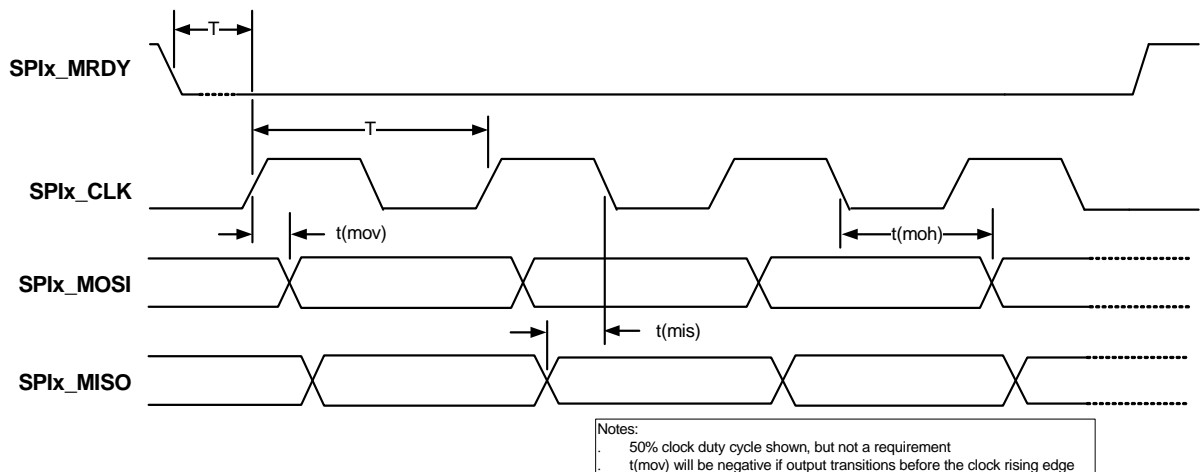 T
SPIx_MRDY
T
SPIx_CLK
t(mov)
t(moh)
SPIx_MOSI
t(mis)
SPIx_MISO
Notes:
. 50% clock duty cycle shown, but not a requirement
. t(mov) will be negative if output transitions before the clock rising edge